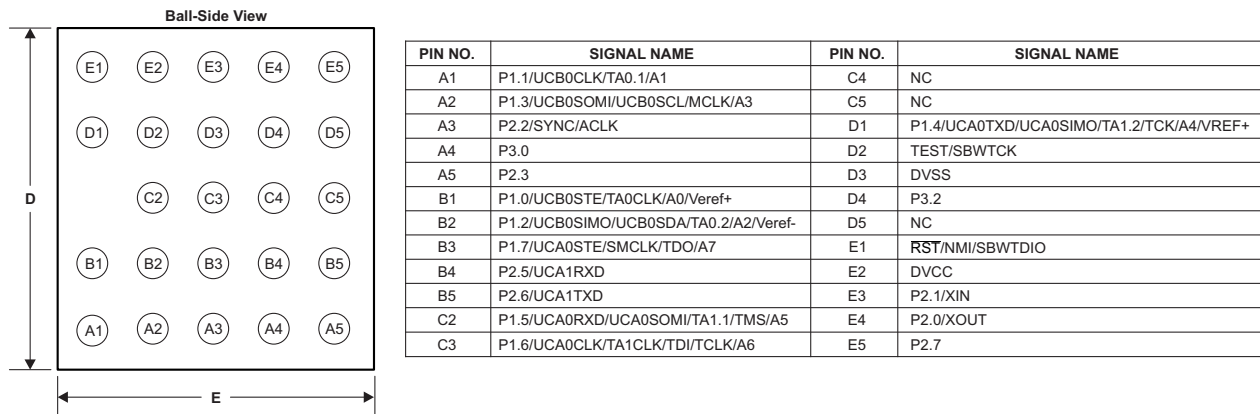 Ball-Side View
E1 E2 E3 E4 E5
D1 D2 D3 D4 D5
D
C2 C3 C4 C5
B1 B2 B3 B4 B5
A1 A2 A3 A4 A5
E
PIN NO. SIGNAL NAME PIN NO. SIGNAL NAME
A1 P1.1/UCB0CLK/TA0.1/A1 C4 NC
A2 P1.3/UCB0SOMI/UCB0SCL/MCLK/A3 C5 NC
A3 P2.2/SYNC/ACLK D1 P1.4/UCA0TXD/UCA0SIMO/TA1.2/TCK/A4/VREF+
A4 P3.0 D2 TEST/SBWTCK
A5 P2.3 D3 DVSS
B1 P1.0/UCB0STE/TA0CLK/A0/Veref+ D4 P3.2
B2 P1.2/UCB0SIMO/UCB0SDA/TA0.2/A2/Veref- D5 NC
B3 P1.7/UCA0STE/SMCLK/TDO/A7 E1 RST/NMI/SBWTDIO
B4 P2.5/UCA1RXD E2 DVCC
B5 P2.6/UCA1TXD E3 P2.1/XIN
C2 P1.5/UCA0RXD/UCA0SOMI/TA1.1/TMS/A5 E4 P2.0/XOUT
C3 P1.6/UCA0CLK/TA1CLK/TDI/TCLK/A6 E5 P2.7